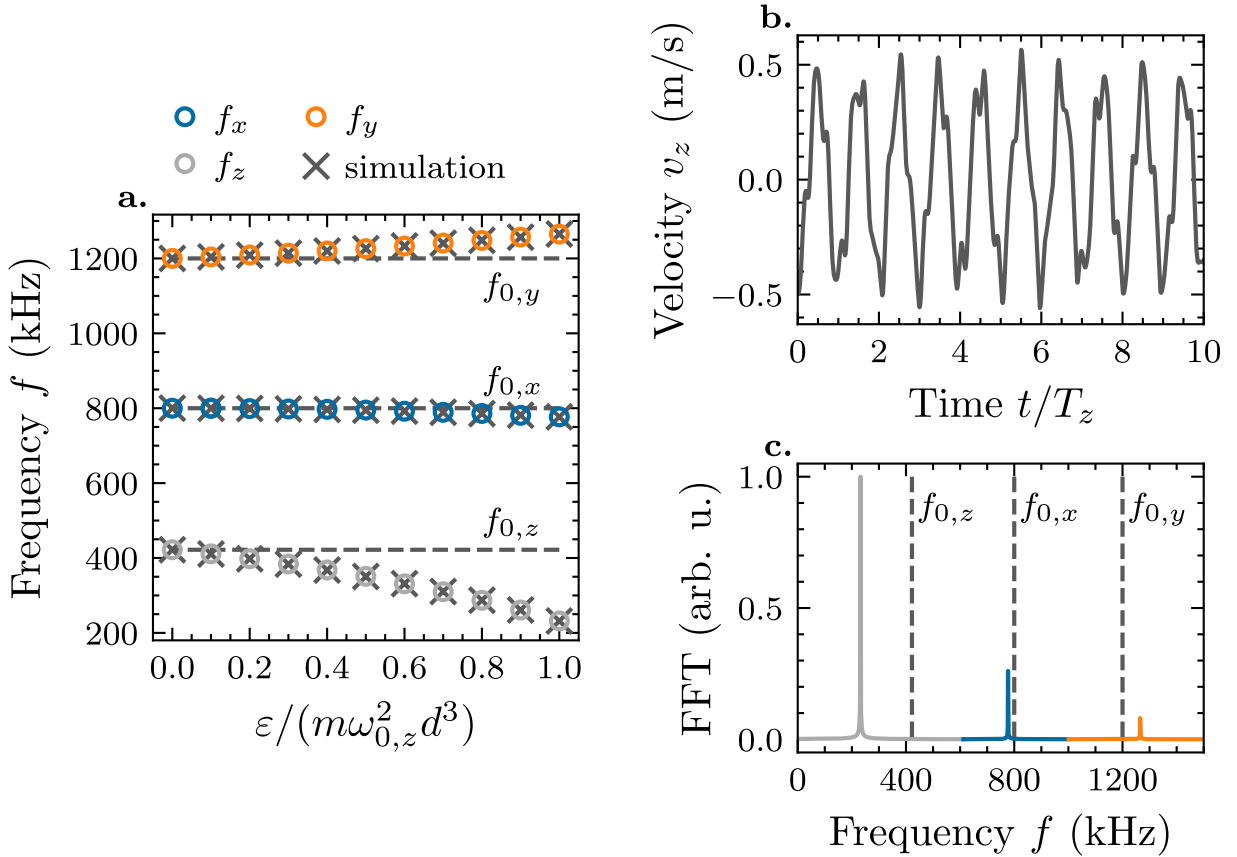 f_x
f_y
f_z
simulation
a.
1200
1000
800
600
400
200
Frequency f (kHz)
f_{0,y}
f_{0,x}
f_{0,z}
0.0 0.2 0.4 0.6 0.8 1.0
ε/(mω²_{0,z}d³)
b.
0.5
0.0
−0.5
Velocity v_z (m/s)
0 2 4 6 8 10
Time t/T_z
c.
1.0
0.5
0.0
FFT (arb. u.)
f_{0,z} f_{0,x} f_{0,y}
0 400 800 1200
Frequency f (kHz)